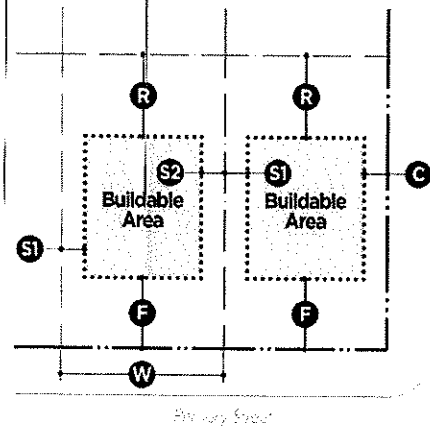 R R
S2 S1 C
Buildable Buildable
Area Area
S1
F F
W